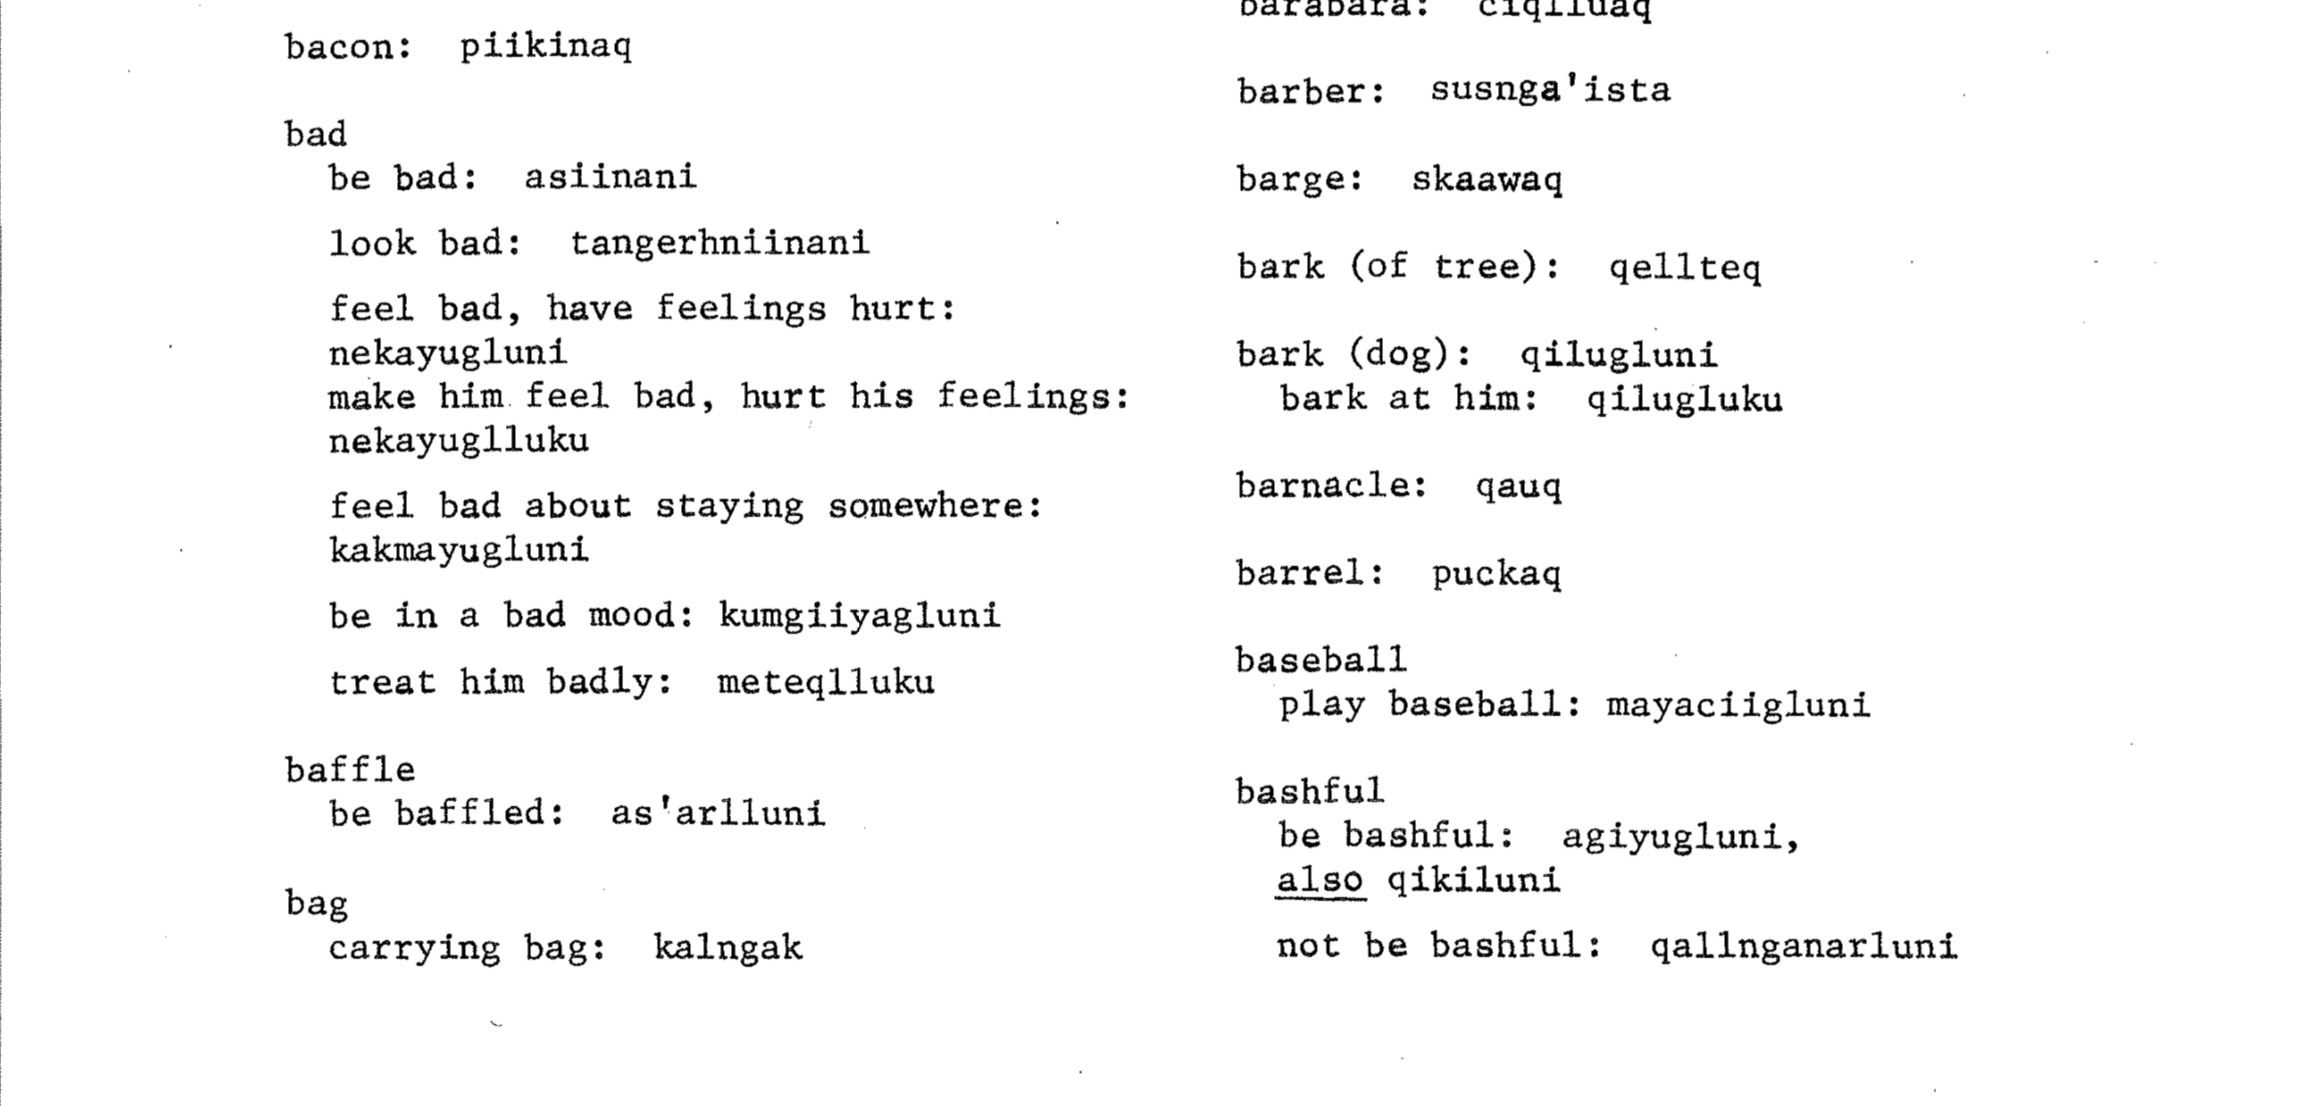 bacon: piikinaq
bad
be bad: asiinani
look bad: tangerhniinani
feel bad, have feelings hurt:
nekayugluni
make him feel bad, hurt his feelings:
nekayuglluku
feel bad about staying somewhere:
kakmayugluni
be in a bad mood: kumgiiyagluni
treat him badly: meteqlluku
baffle
be baffled: as'arlluni
bag
carrying bag: kalngak
barabara: ciqlluaq
barber: susnga'ista
barge: skaawaq
bark (of tree): qellteq
bark (dog): qilugluni
bark at him: qilugluku
barnacle: qauq
barrel: puckaq
baseball
play baseball: mayaciigluni
bashful
be bashful: agiyugluni,
also qikiluni
not be bashful: qallnganarluni